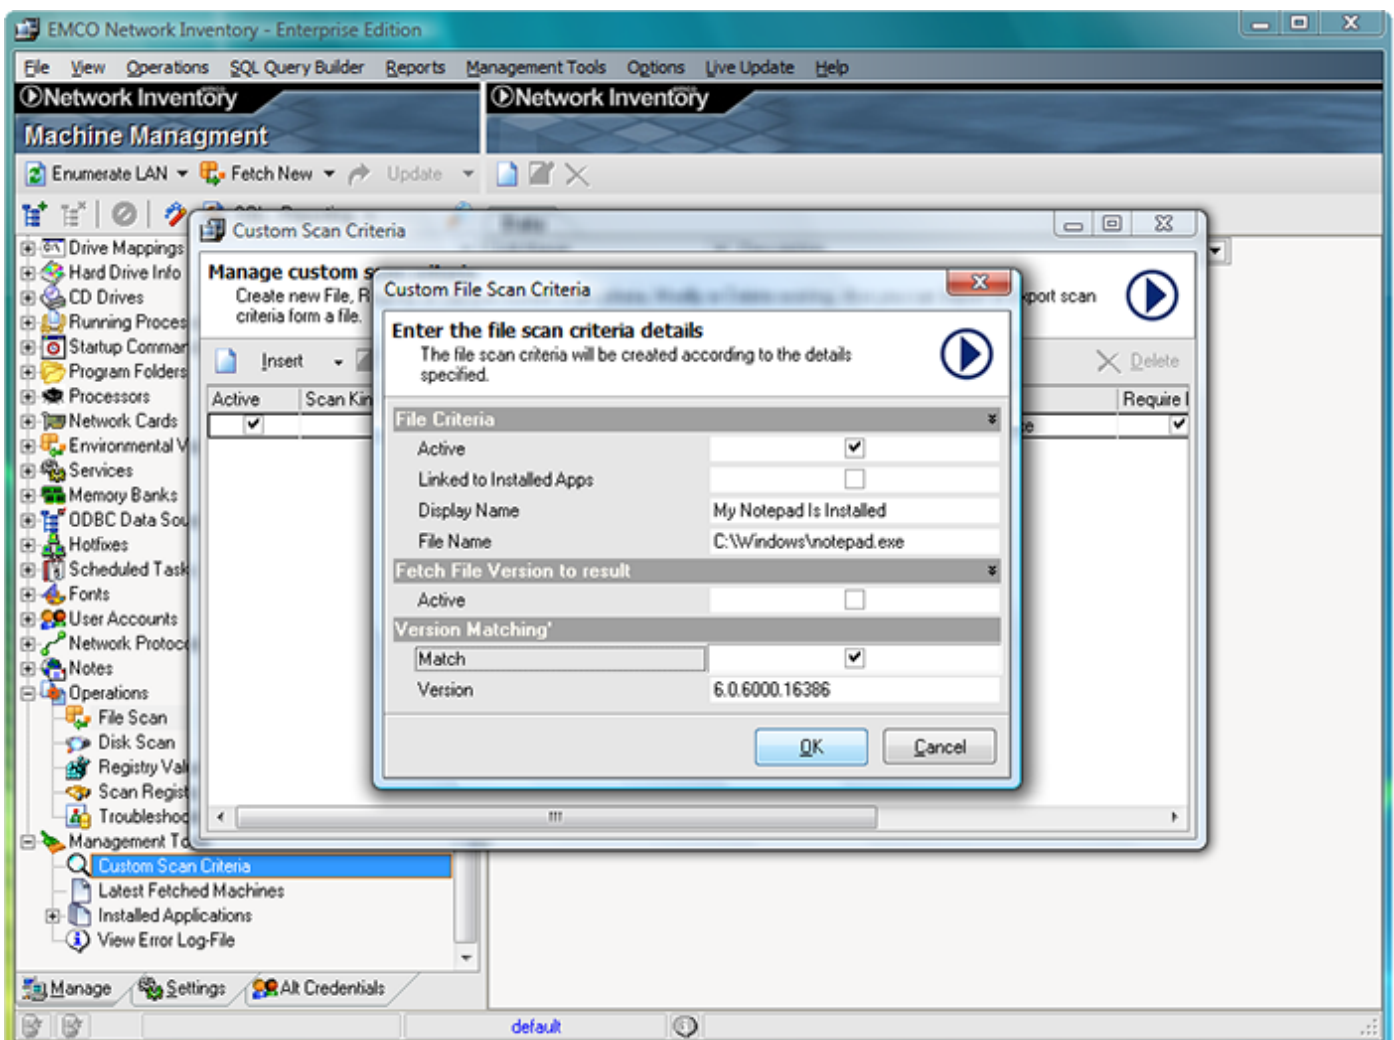 EMCO Network Inventory - Enterprise Edition
File View Operations SQL Query Builder Reports Management Tools Options Live Update Help
Network Inventory
Network Inventory
Machine Managment
Enumerate LAN Fetch New Update
Custom Scan Criteria
Manage custom s
Create new File, R
xport scan
criteria form a file.
Insert
Delete
Active Scan Kin
Require I
Custom File Scan Criteria
Enter the file scan criteria details
The file scan criteria will be created according to the details
specified.
File Criteria
Active
Linked to Installed Apps
Display Name My Notepad Is Installed
File Name C:\Windows\notepad.exe
Fetch File Version to result
Active
Version Matching'
Match
Version 6.0.6000.16386
OK Cancel
Drive Mappings
Hard Drive Info
CD Drives
Running Proces
Startup Commar
Program Folders
Processors
Network Cards
Environmental V
Services
Memory Banks
ODBC Data Sou
Hotfixes
Scheduled Task
Fonts
User Accounts
Network Protoco
Notes
Operations
File Scan
Disk Scan
Registry Val
Scan Regist
Troubleshoo
Management To
Custom Scan Criteria
Latest Fetched Machines
Installed Applications
View Error Log-File
Manage Settings Alt Credentials
default